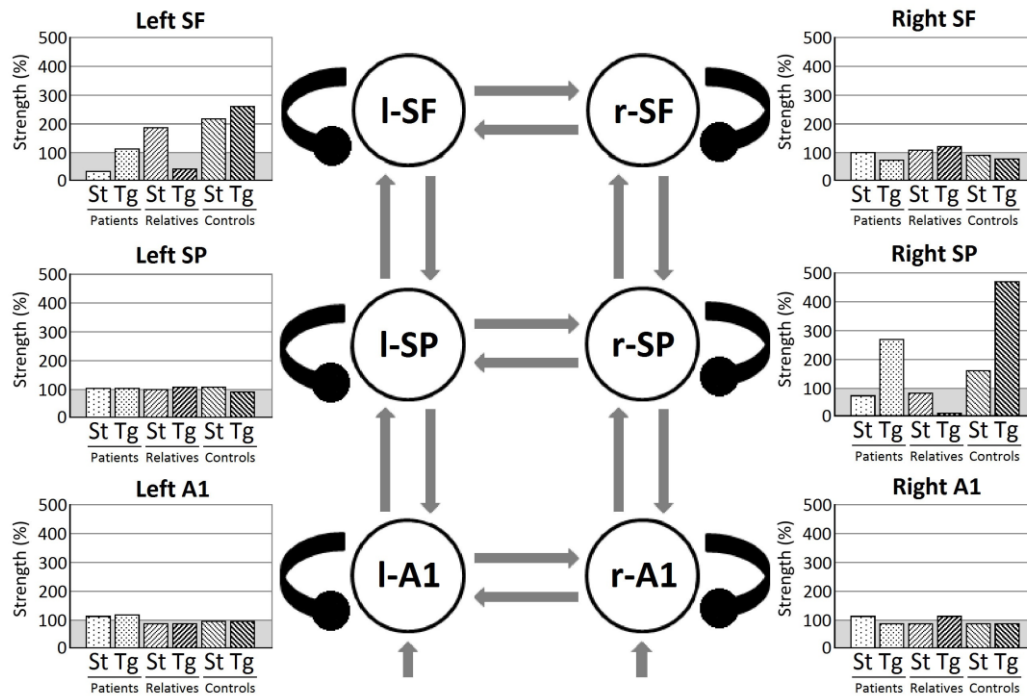 Left SF
Strength (%)
500
400
300
200
100
0
St Tg St Tg St Tg
Patients Relatives Controls
l-SF
r-SF
Right SF
Strength (%)
500
400
300
200
100
0
St Tg St Tg St Tg
Patients Relatives Controls
Left SP
Strength (%)
500
400
300
200
100
0
St Tg St Tg St Tg
Patients Relatives Controls
l-SP
r-SP
Right SP
Strength (%)
500
400
300
200
100
0
St Tg St Tg St Tg
Patients Relatives Controls
Left A1
Strength (%)
500
400
300
200
100
0
St Tg St Tg St Tg
Patients Relatives Controls
l-A1
r-A1
Right A1
Strength (%)
500
400
300
200
100
0
St Tg St Tg St Tg
Patients Relatives Controls